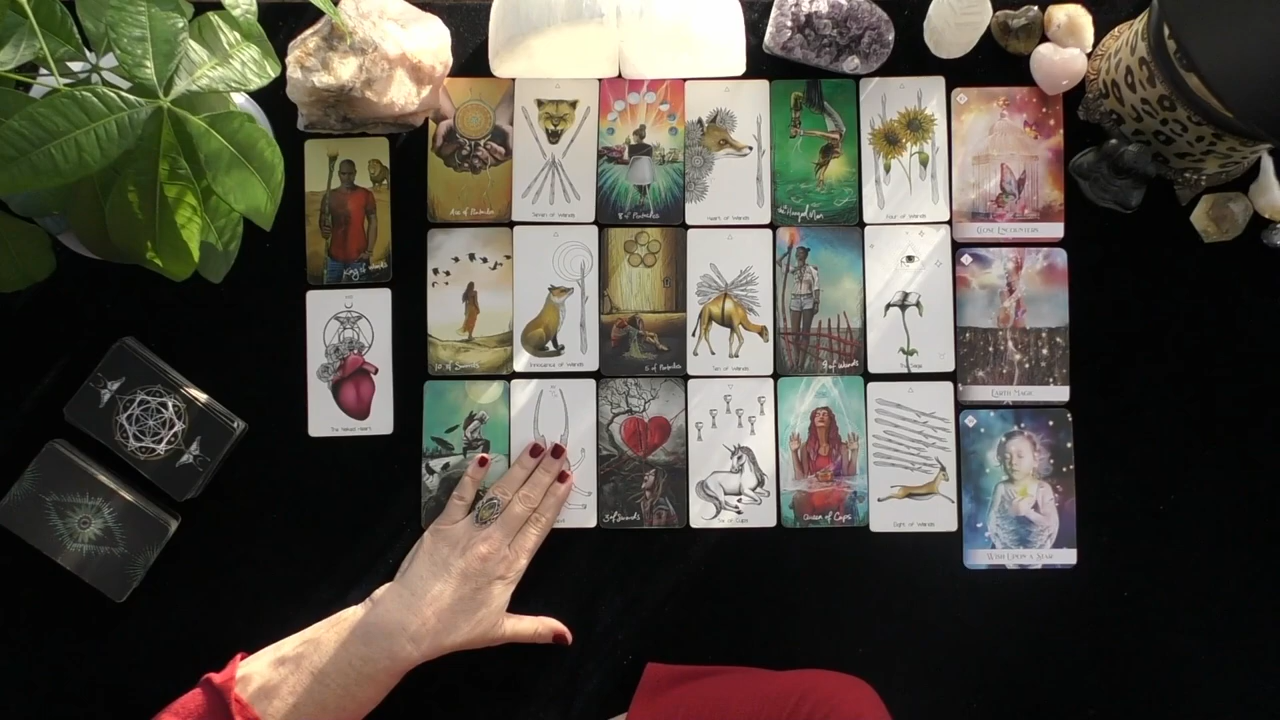 King of Wands
The Naked Heart
Ace of Pentacles
Seven of Wands
8 of Pentacles
Heart of Wands
The Hanged Man
Four of Wands
Close Encounters
10 of Swords
Innocence of Wands
5 of Pentacles
Ten of Wands
9 of Wands
The Sage
Earth Magic
3 of Swords
Six of Cups
Queen of Cups
Eight of Wands
Wish Upon a Star